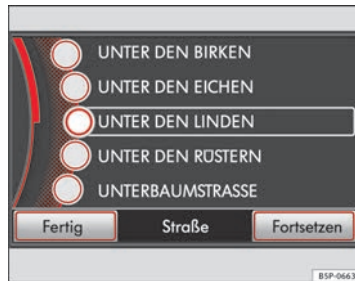 UNTER DEN BIRKEN
UNTER DEN EICHEN
UNTER DEN LINDEN
UNTER DEN RÜSTERN
UNTERBAUMSTRASSE
Fertig Straße Fortsetzen
B5P-0663